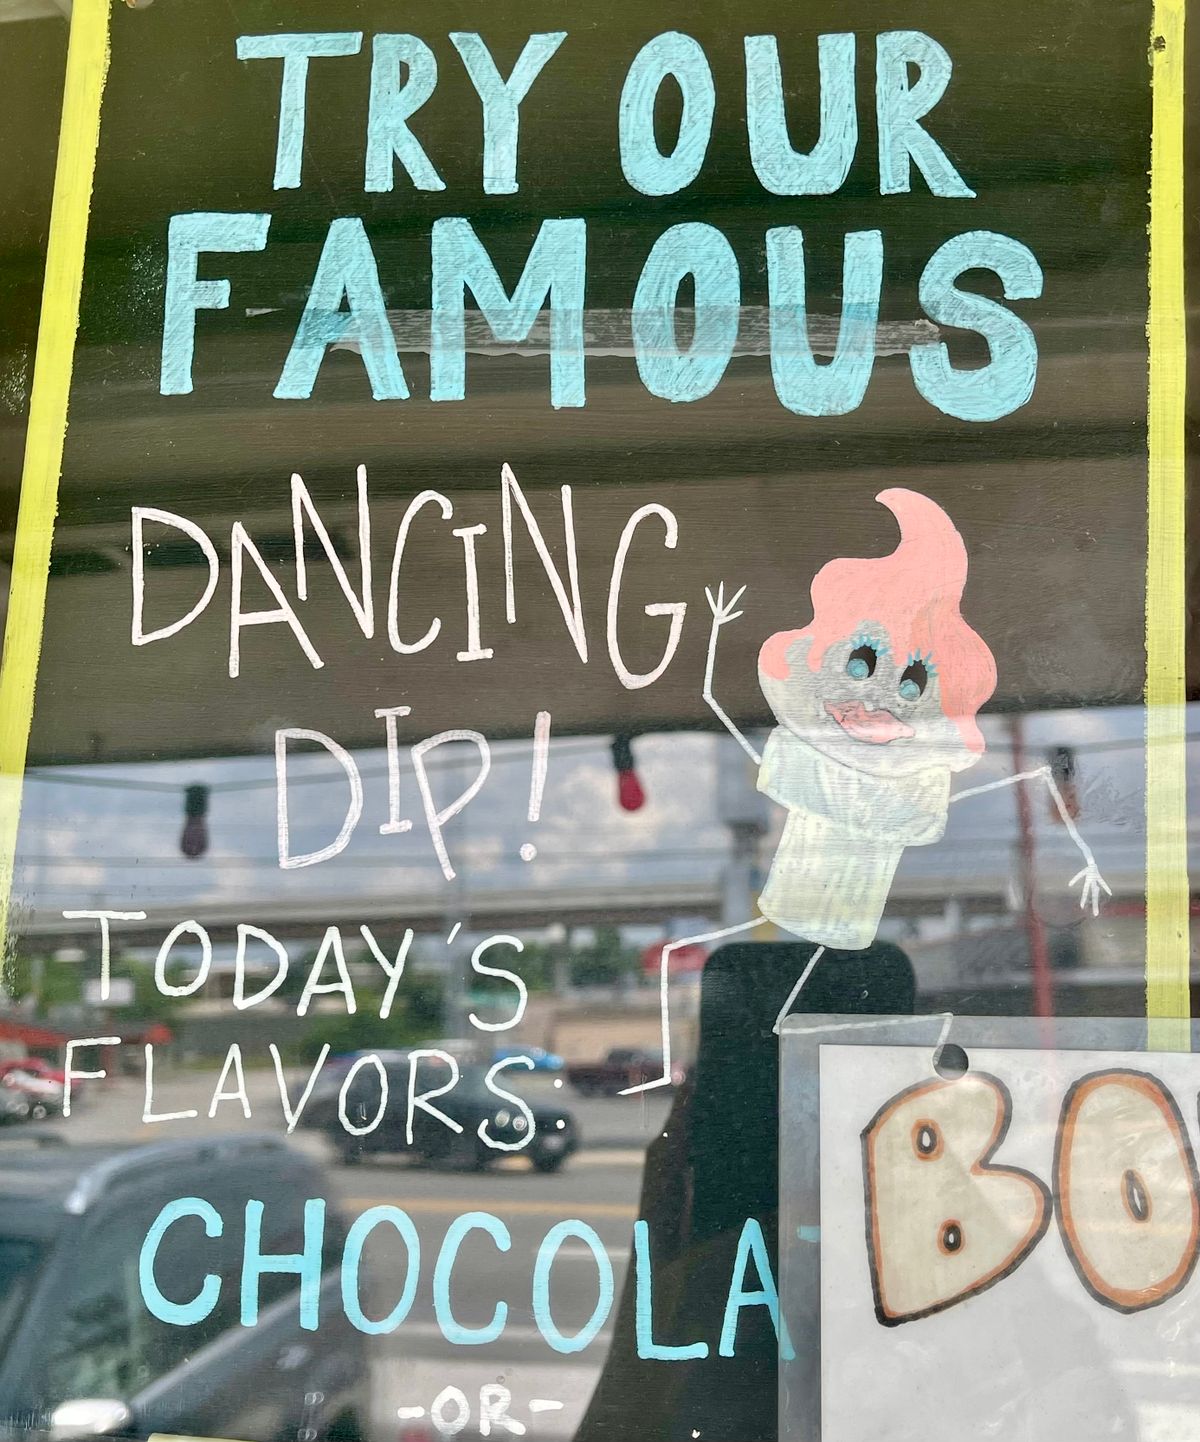 TRY OUR
FAMOUS
DANCING
DIP!
TODAY'S
FLAVORS:
CHOCOLA
BO
-OR-